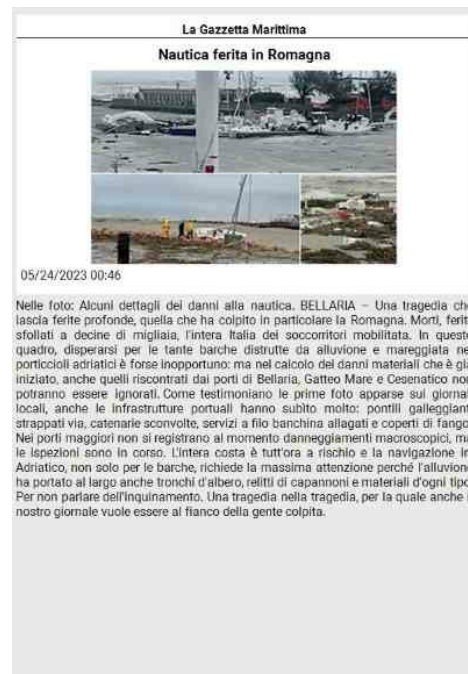 La Gazzetta Marittima
Nautica ferita in Romagna
05/24/2023 00:46
Nelle foto: Alcuni dettagli dei danni alla nautica. BELLARIA – Una tragedia che
lascia ferite profonde, quella che ha colpito in particolare la Romagna. Morti, ferit
sfollati a decine di migliaia, l'intera Italia dei soccorritori mobilitata. In questo
quadro, disperarsi per le tante barche distrutte da alluvione e mareggiata ne
porticcioli adriatici è forse inopportuno: ma nel calcolo dei danni materiali che è già
iniziato, anche quelli riscontrati dai porti di Bellaria, Gatteo Mare e Cesenatico non
potranno essere ignorati. Come testimoniano le prime foto apparse sui giornal
locali, anche le infrastrutture portuali hanno subìto molto: pontili galleggiant
strappati via, catenarie sconvolte, servizi a filo banchina allagati e coperti di fango.
Nei porti maggiori non si registrano al momento danneggiamenti macroscopici, ma
le ispezioni sono in corso. L'intera costa è tutt'ora a rischio e la navigazione in
Adriatico, non solo per le barche, richiede la massima attenzione perché l'alluvione
ha portato al largo anche tronchi d'albero, relitti di capannoni e materiali d'ogni tipo.
Per non parlare dell'inquinamento. Una tragedia nella tragedia, per la quale anche i
nostro giornale vuole essere al fianco della gente colpita.